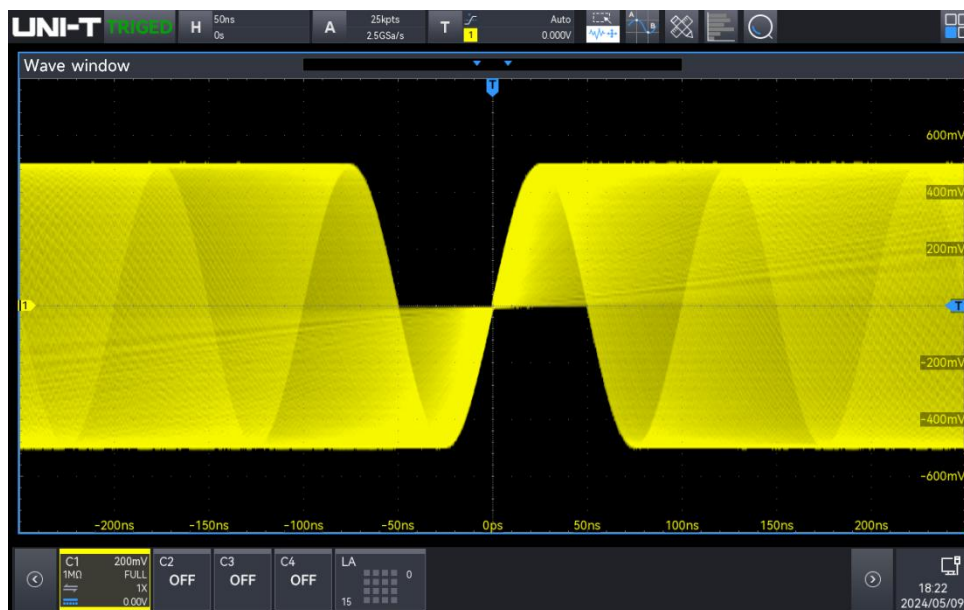 UNI-T TRIGED H 50ns 0s A 25kpts 2.5GSa/s T 1 Auto 0.000V
Wave window
T
600mV
400mV
200mV
1 T
-200mV
-400mV
-600mV
-200ns -150ns -100ns -50ns 0ps 50ns 100ns 150ns 200ns
C1 200mV C2 C3 C4 LA
1MΩ FULL OFF OFF OFF 0
1X
0.00V 15
18:22
2024/05/09